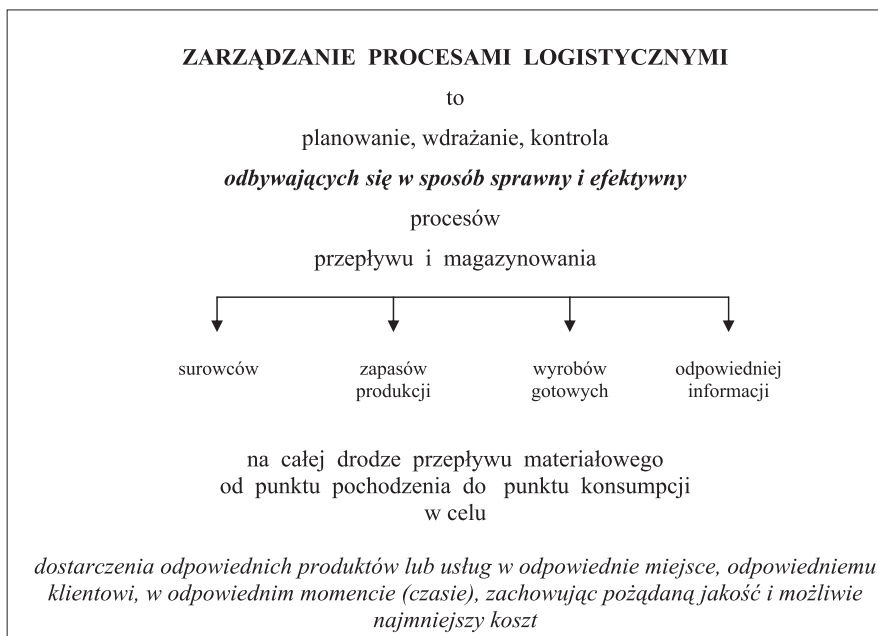 ZARZĄDZANIE PROCESAMI LOGISTYCZNYMI
to
planowanie, wdrażanie, kontrola
odbywających się w sposób sprawny i efektywny
procesów
przepływu i magazynowania
surowców
zapasów produkcji
wyrobów gotowych
odpowiedniej informacji
na całej drodze przepływu materiałowego
od punktu pochodzenia do punktu konsumpcji
w celu
dostarczenia odpowiednich produktów lub usług w odpowiednie miejsce, odpowiedniemu
klientowi, w odpowiednim momencie (czasie), zachowując pożądaną jakość i możliwie
najmniejszy koszt